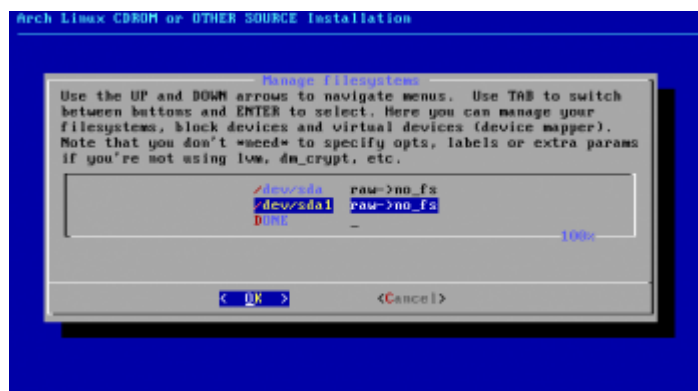 Arch Linux CDROM or OTHER SOURCE Installation
Manage filesystems
Use the UP and DOWN arrows to navigate menus. Use TAB to switch
between buttons and ENTER to select. Here you can manage your
filesystems, block devices and virtual devices (device mapper).
Note that you don't *need* to specify opts, labels or extra params
if you're not using lvm, dm_crypt, etc.
/dev/sda raw->no_fs
/dev/sda1 raw->no_fs
DONE _
100%
< OK > <Cancel>